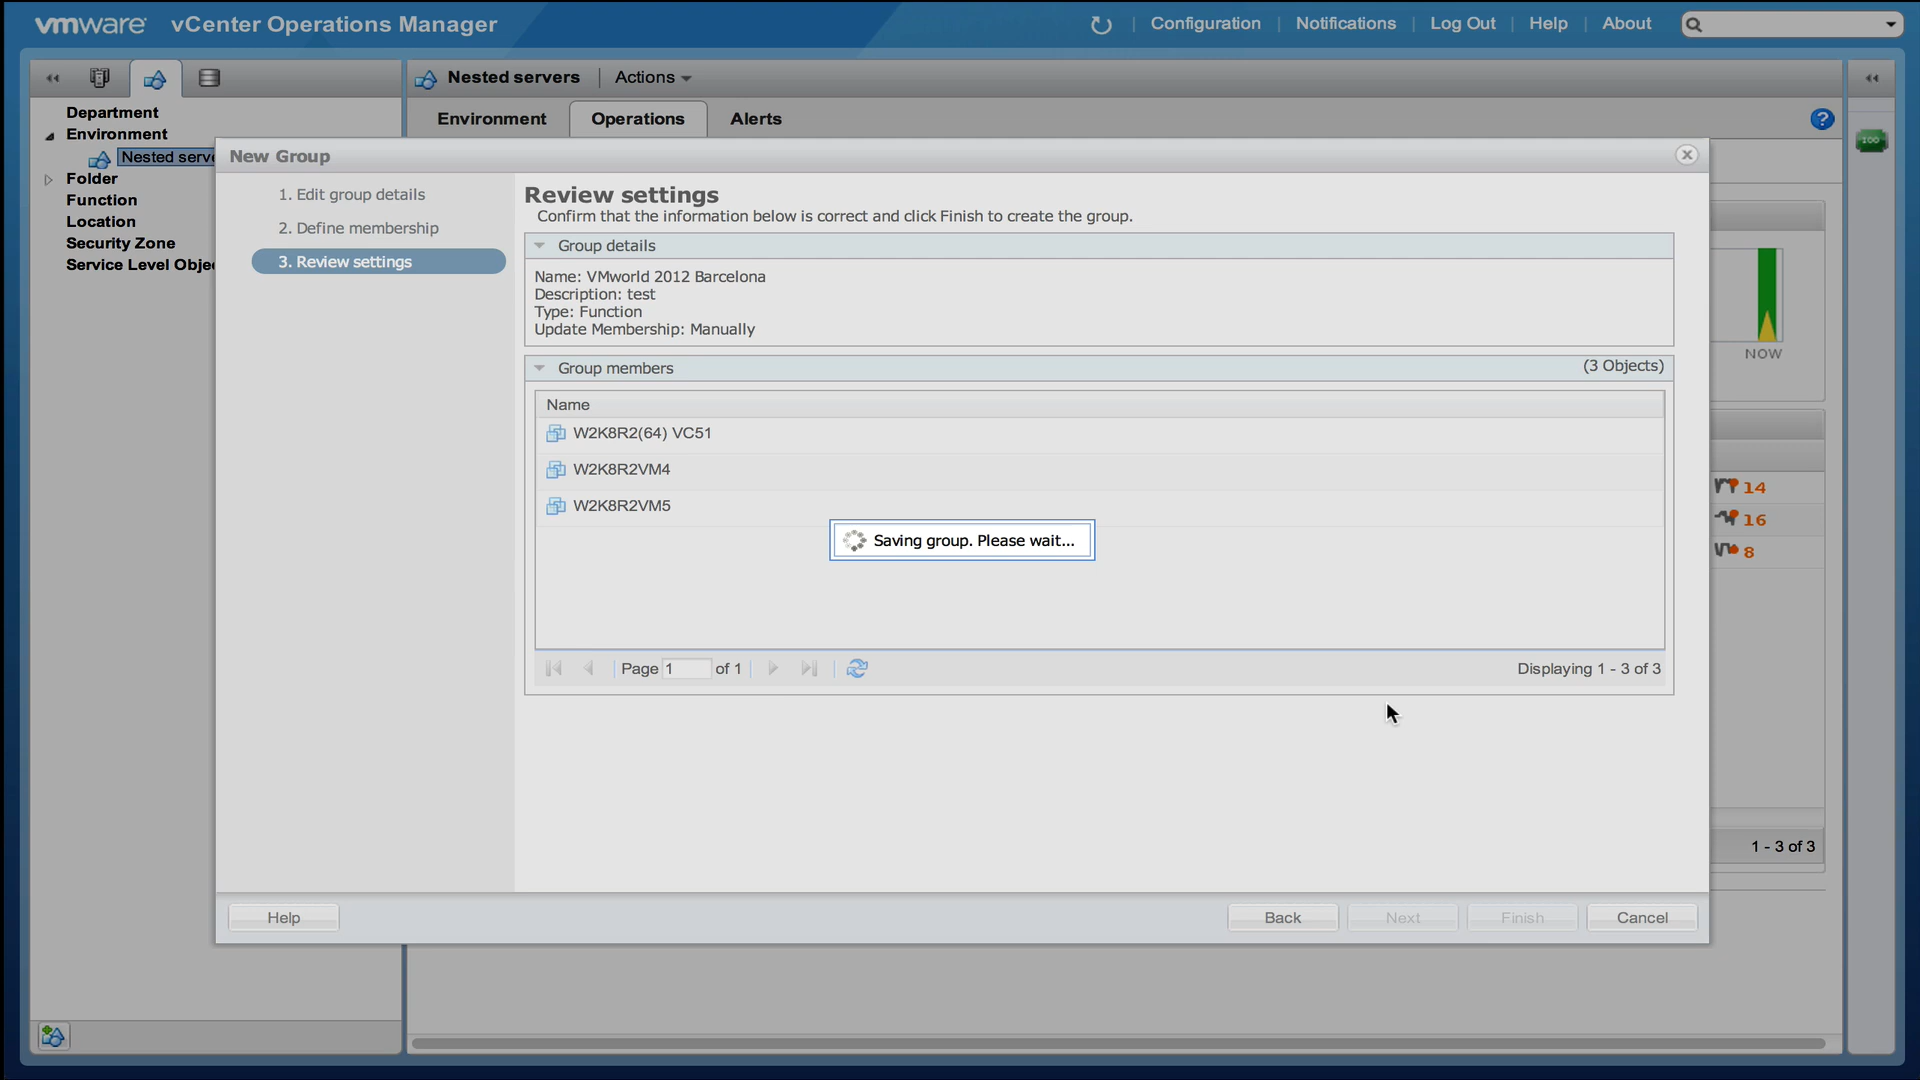 vmware vCenter Operations Manager
Configuration Notifications Log Out Help About
Nested servers Actions
Environment Operations Alerts
Department
Environment
Nested serve
Folder
Function
Location
Security Zone
Service Level Obje
New Group
1. Edit group details
2. Define membership
3. Review settings
Review settings
Confirm that the information below is correct and click Finish to create the group.
Group details
Name: VMworld 2012 Barcelona
Description: test
Type: Function
Update Membership: Manually
Group members (3 Objects)
Name
W2K8R2(64) VC51
W2K8R2VM4
W2K8R2VM5
Saving group. Please wait...
Page 1 of 1
Displaying 1 - 3 of 3
Help Back Next Finish Cancel
?
100
NOW
14
16
8
1 - 3 of 3